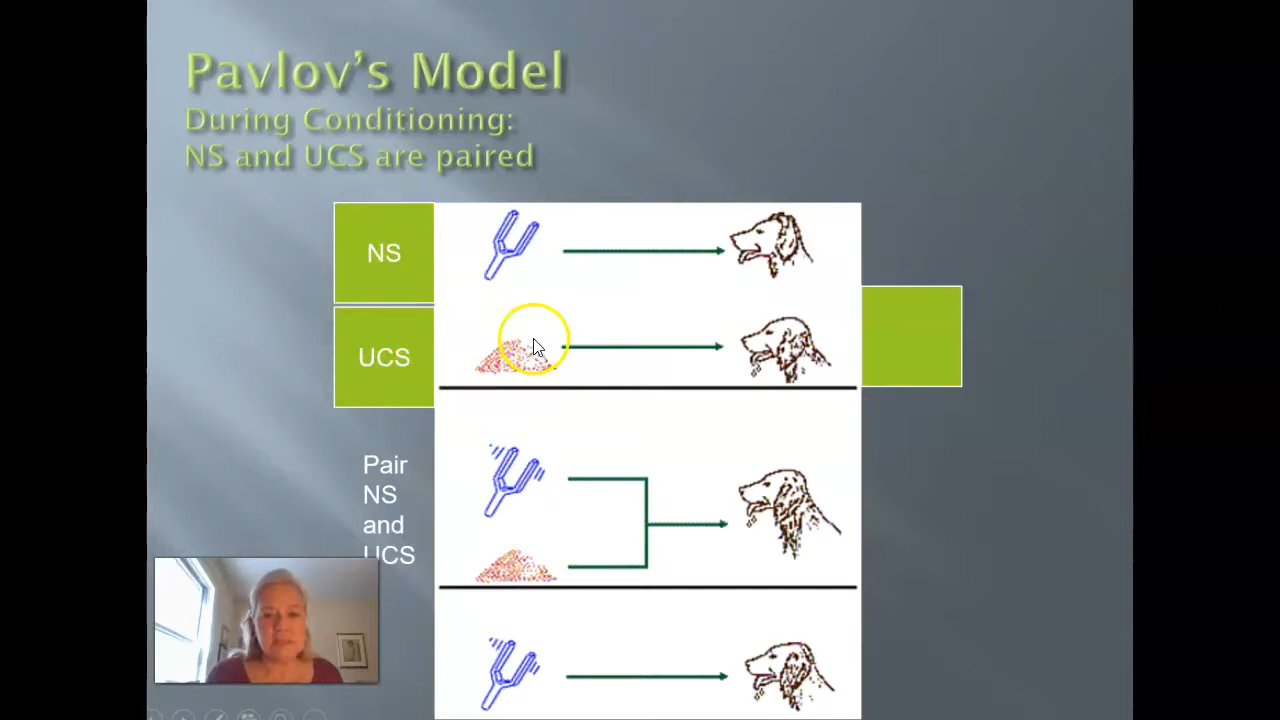 Pavlov's Model
During Conditioning:
NS and UCS are paired
NS
UCS
Pair
NS
and
UCS